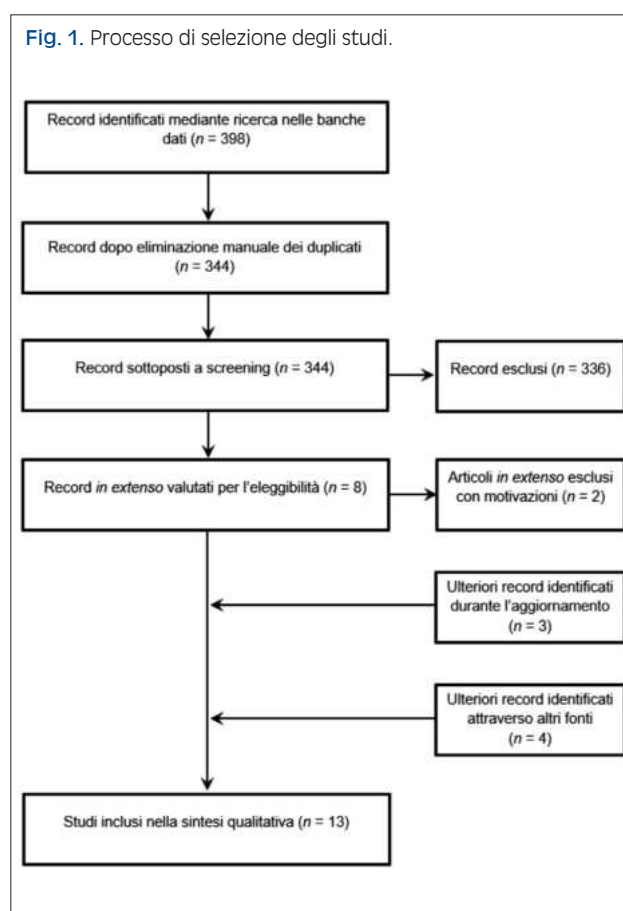 Fig. 1. Processo di selezione degli studi.
Record identificati mediante ricerca nelle banche
dati (n = 398)
Record dopo eliminazione manuale dei duplicati
(n = 344)
Record sottoposti a screening (n = 344)
Record esclusi (n = 336)
Record in extenso valutati per l'eleggibilità (n = 8)
Articoli in extenso esclusi
con motivazioni (n = 2)
Ulteriori record identificati
durante l'aggiornamento
(n = 3)
Ulteriori record identificati
attraverso altri fonti
(n = 4)
Studi inclusi nella sintesi qualitativa (n = 13)